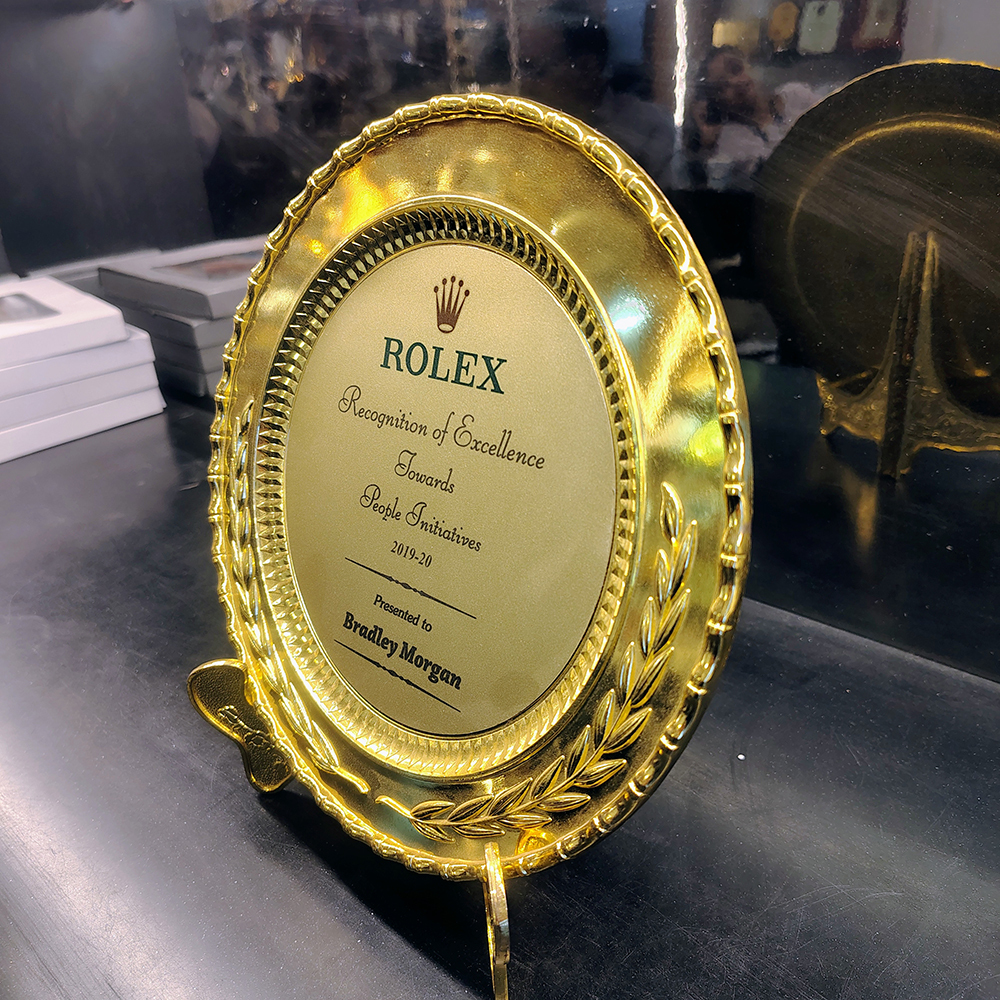 ROLEX
Recognition of Excellence
Towards
People Initiatives
2019-20
Presented to
Bradley Morgan